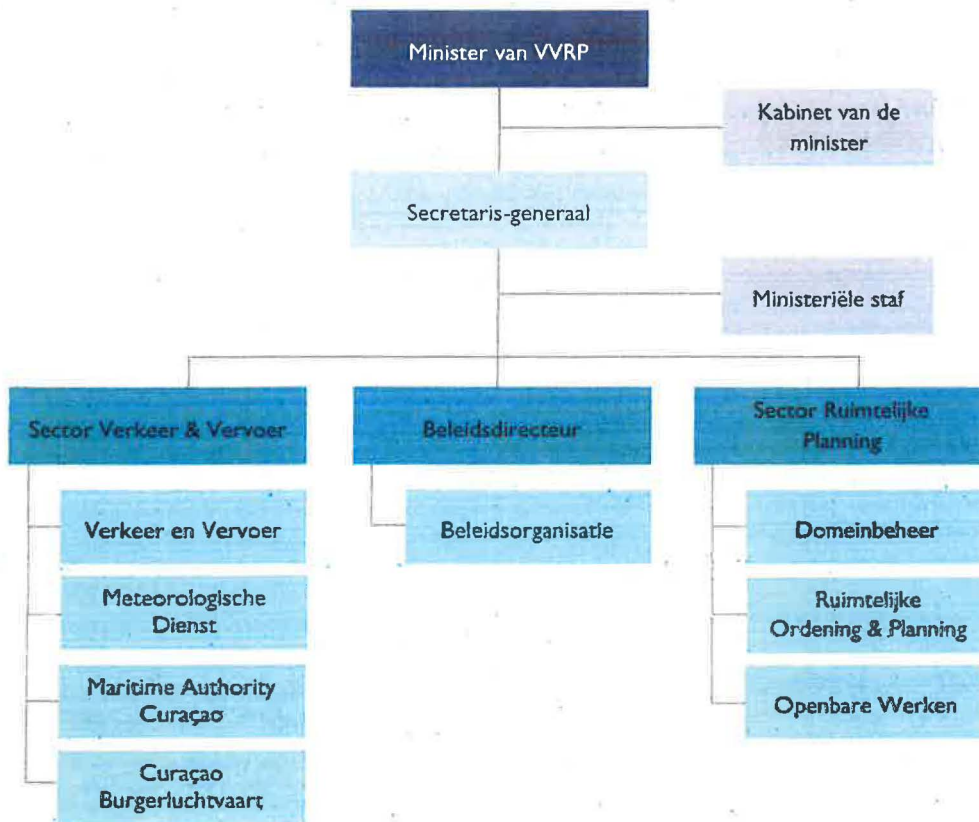 Minister van VVRP
Kabinet van de
minister
Secretaris-generaal
Ministeriële staf
Sector Verkeer & Vervoer
Beleidsdirecteur
Sector Ruimtelijke
Planning
Verkeer en Vervoer
Beleidsorganisatie
Domeinbeheer
Meteorologische
Dienst
Ruimtelijke
Ordening & Planning
Maritime Authority
Curaçao
Openbare Werken
Curaçao
Burgerluchtvaart